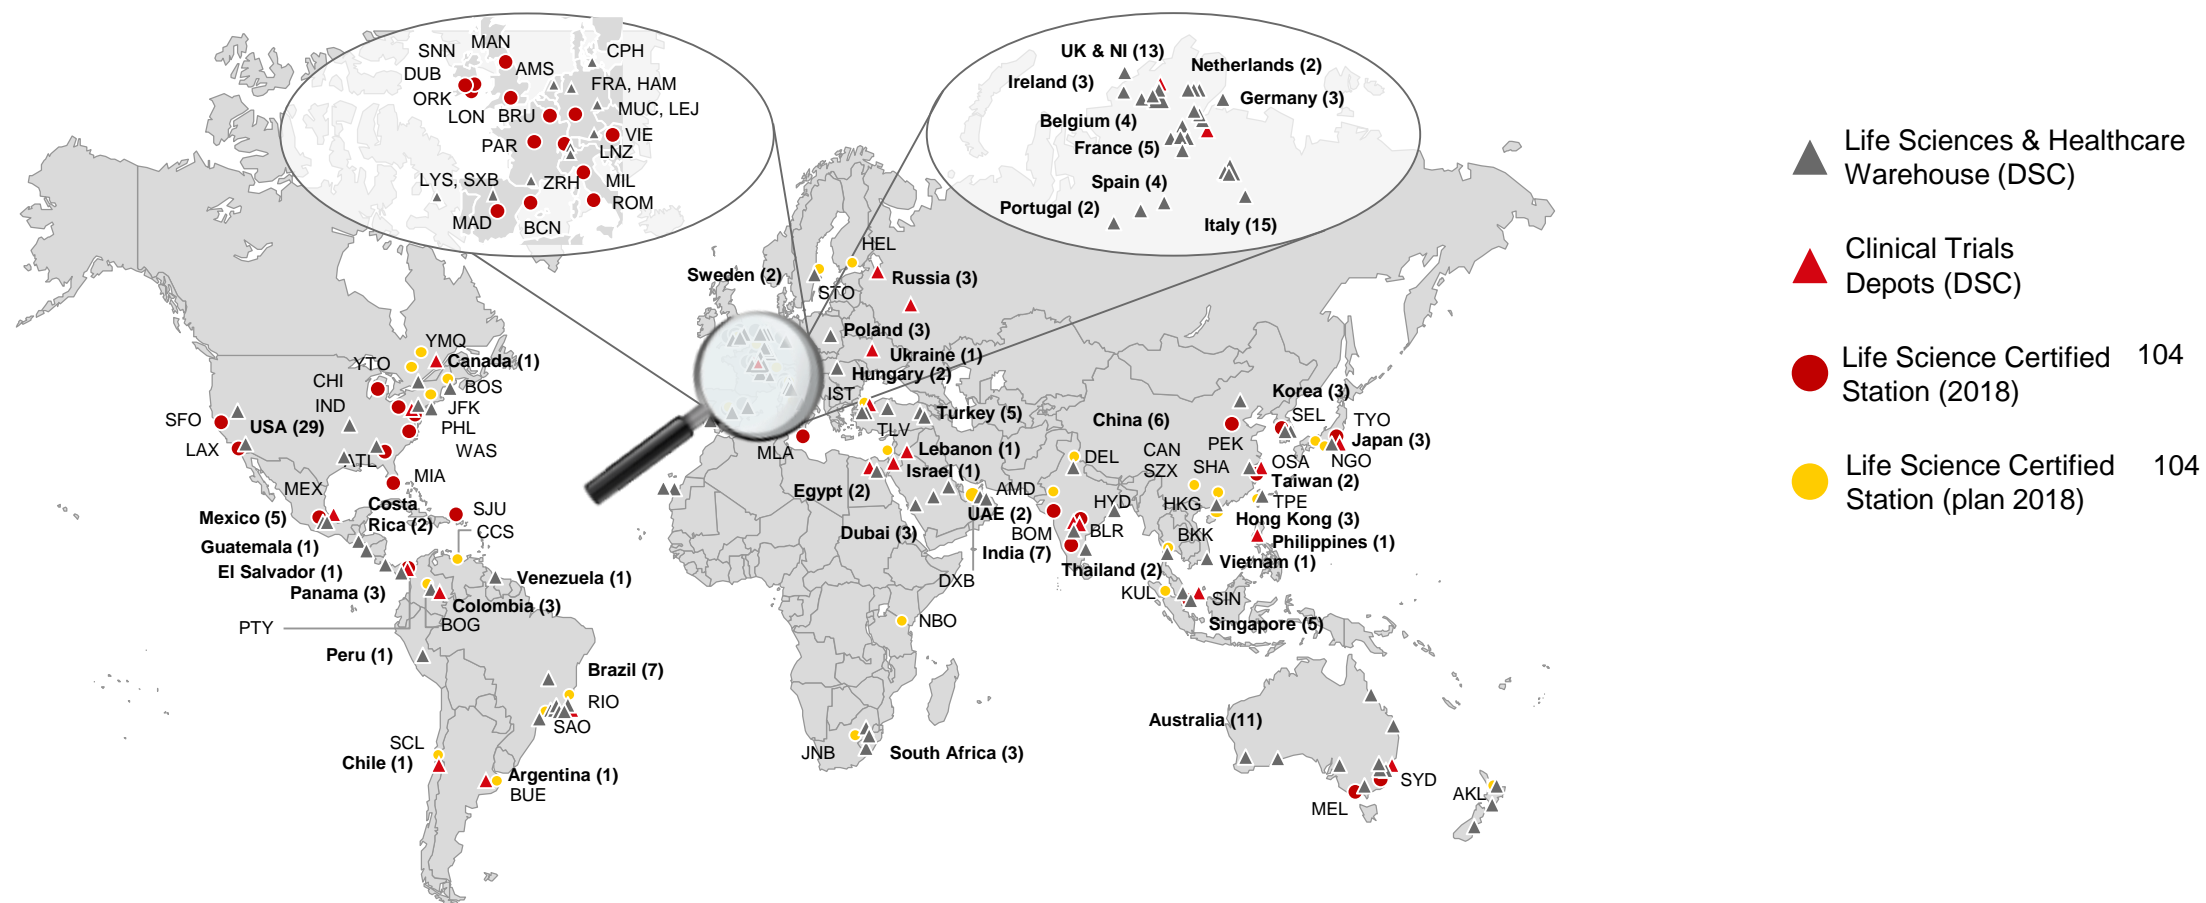 SNN
MAN
CPH
DUB
AMS
FRA, HAM
ORK
MUC, LEJ
LON
BRU
VIE
PAR
LNZ
LYS, SXB
ZRH
MIL
ROM
MAD
BCN
UK & NI (13)
Netherlands (2)
Ireland (3)
Germany (3)
Belgium (4)
France (5)
Spain (4)
Portugal (2)
Italy (15)
Life Sciences & Healthcare
Warehouse (DSC)
Clinical Trials
Depots (DSC)
Life Science Certified 104
Station (2018)
Life Science Certified 104
Station (plan 2018)
HEL
Sweden (2)
Russia (3)
STO
Poland (3)
Ukraine (1)
Hungary (2)
IST
Turkey (5)
TLV
MLA
Lebanon (1)
Israel (1)
Egypt (2)
AMD
UAE (2)
Dubai (3)
DXB
YMQ
YTO
Canada (1)
CHI
BOS
IND
JFK
SFO
USA (29)
PHL
LAX
ATL
WAS
MIA
MEX
Costa
Rica (2)
SJU
Mexico (5)
CCS
Guatemala (1)
El Salvador (1)
Venezuela (1)
Panama (3)
Colombia (3)
PTY
BOG
Peru (1)
Brazil (7)
RIO
SAO
SCL
Chile (1)
Argentina (1)
BUE
NBO
JNB
South Africa (3)
Korea (3)
China (6)
SEL
TYO
PEK
Japan (3)
CAN
DEL
SZX
SHA
OSA
NGO
Taiwan (2)
HYD
HKG
TPE
BOM
BLR
Hong Kong (3)
BKK
Philippines (1)
India (7)
Thailand (2)
Vietnam (1)
KUL
SIN
Singapore (5)
Australia (11)
SYD
MEL
AKL